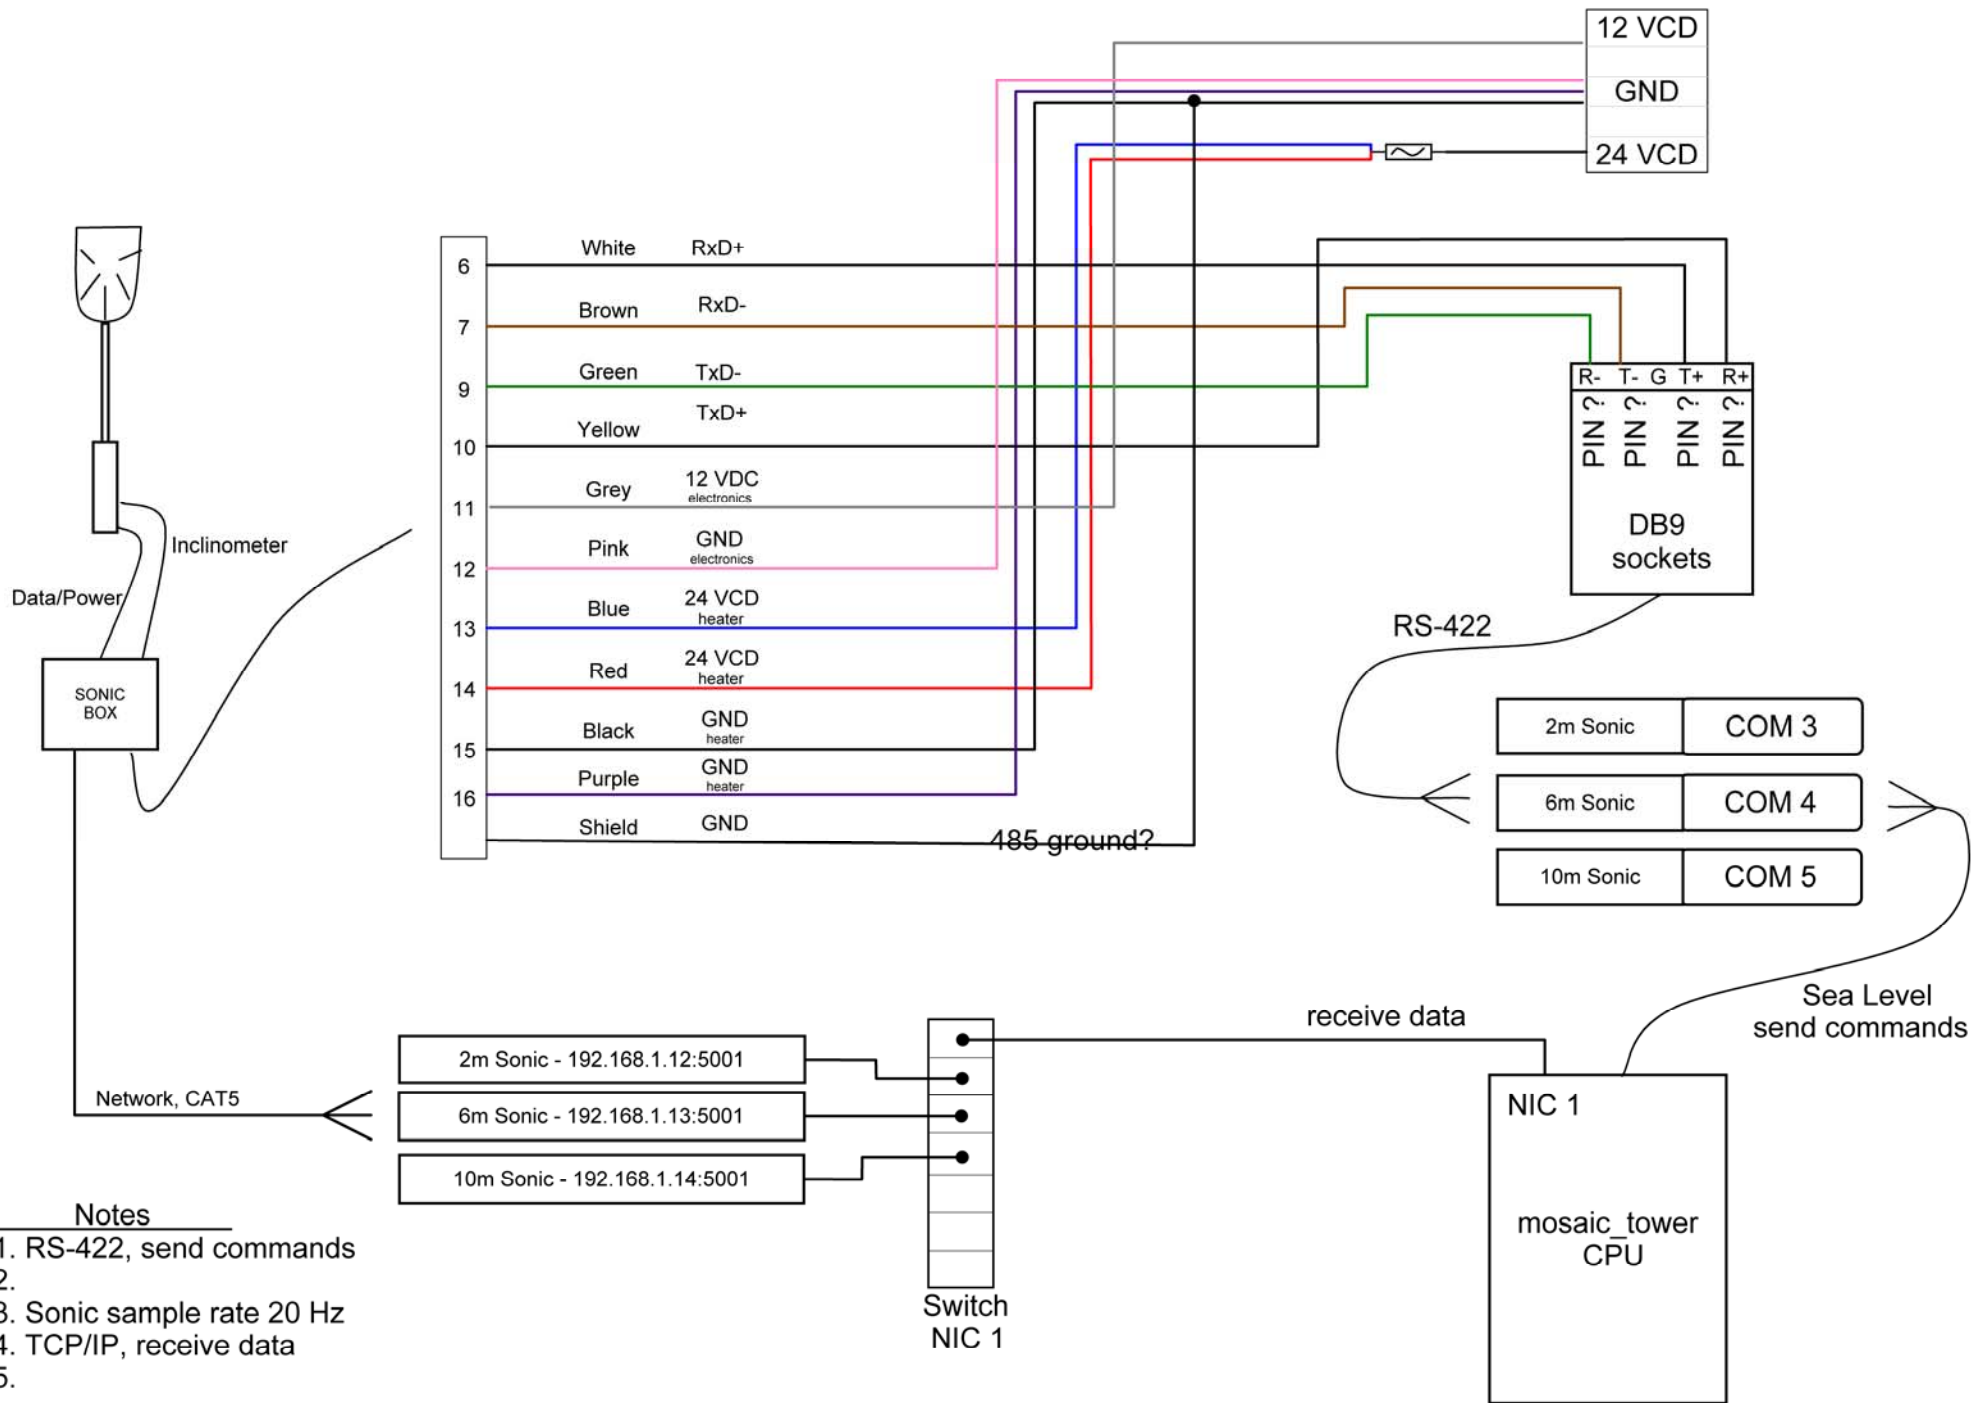 12 VCD
GND
24 VCD
6
White
RxD+
7
Brown
RxD-
9
Green
TxD-
10
Yellow
TxD+
11
Grey
12 VDC
electronics
12
Pink
GND
electronics
13
Blue
24 VCD
heater
14
Red
24 VCD
heater
15
Black
GND
heater
16
Purple
GND
heater
Shield
GND
485 ground?
R- T- G T+ R+
PIN ?
PIN ?
PIN ?
PIN ?
DB9
sockets
RS-422
Inclinometer
Data/Power
SONIC
BOX
2m Sonic
COM 3
6m Sonic
COM 4
10m Sonic
COM 5
Sea Level
send commands
receive data
2m Sonic - 192.168.1.12:5001
6m Sonic - 192.168.1.13:5001
10m Sonic - 192.168.1.14:5001
Network, CAT5
Switch
NIC 1
NIC 1
mosaic_tower
CPU
Notes
1. RS-422, send commands
2.
3. Sonic sample rate 20 Hz
4. TCP/IP, receive data
5.